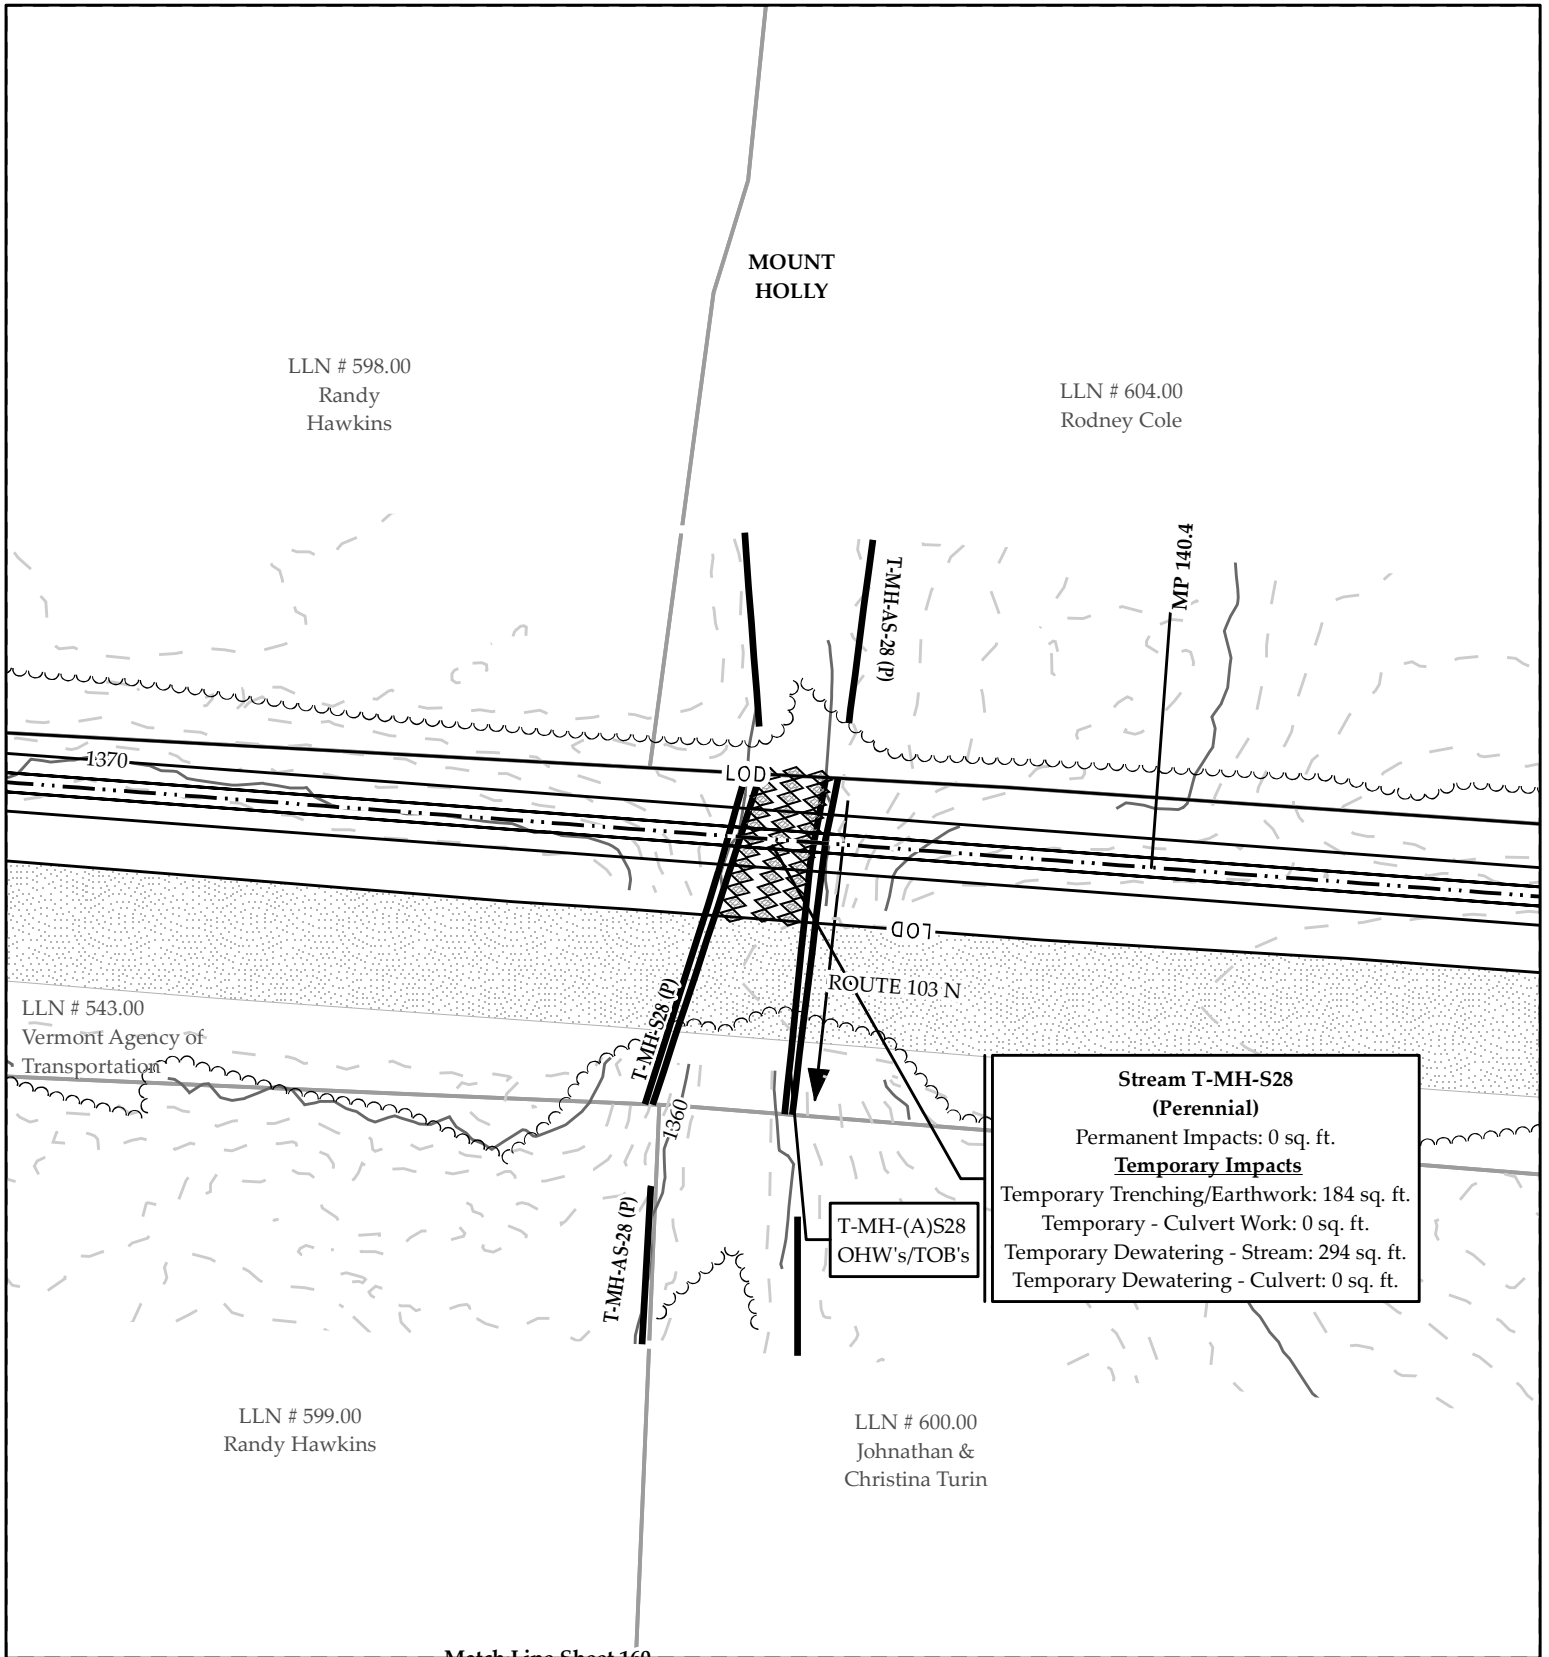 MOUNT
HOLLY
LLN # 598.00
Randy
Hawkins
LLN # 604.00
Rodney Cole
MP 140.4
T-MH-AS-28 (P)
1370
LOD
LOD
ROUTE 103 N
T-MH-S28 (P)
LLN # 543.00
Vermont Agency of
Transportation
1360
Stream T-MH-S28
(Perennial)
Permanent Impacts: 0 sq. ft.
Temporary Impacts
Temporary Trenching/Earthwork: 184 sq. ft.
Temporary - Culvert Work: 0 sq. ft.
Temporary Dewatering - Stream: 294 sq. ft.
Temporary Dewatering - Culvert: 0 sq. ft.
T-MH-(A)S28
OHW's/TOB's
T-MH-AS-28 (P)
LLN # 599.00
Randy Hawkins
LLN # 600.00
Johnathan &
Christina Turin
Match Line Sheet 169